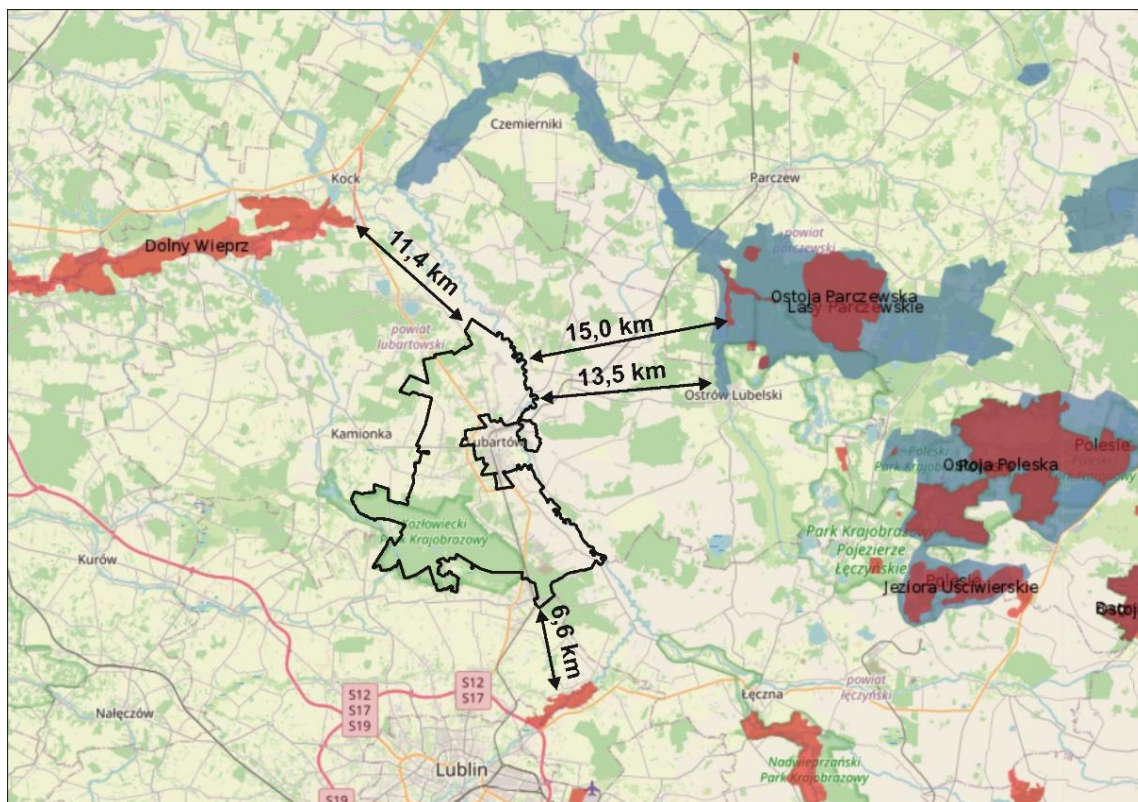 Czemierniki
Kock
Parczew
Dolny Wieprz
11,4 km
powiat
parczewski
Ostoja Parczewska
Lasy Parczewskie
15,0 km
powiat
lubartowski
13,5 km
Ostrów Lubelski
Kamionka
Lubartów
Polesie
Poleski
Park Krajobrazowy
Ostoja Poleska
Kozłowiecki
Park Krajobrazowy
Park Krajobrazowy
Pojezierze
Łęczyńskie
Kurów
Polesie
Jeziora Uściwierskie
Ostoj
6,6 km
powiat
łęczyński
Łęczna
S12
S17
S12
S17
S19
Nałęczów
Lublin
Nadwieprzański
Park Krajobrazowy
S19